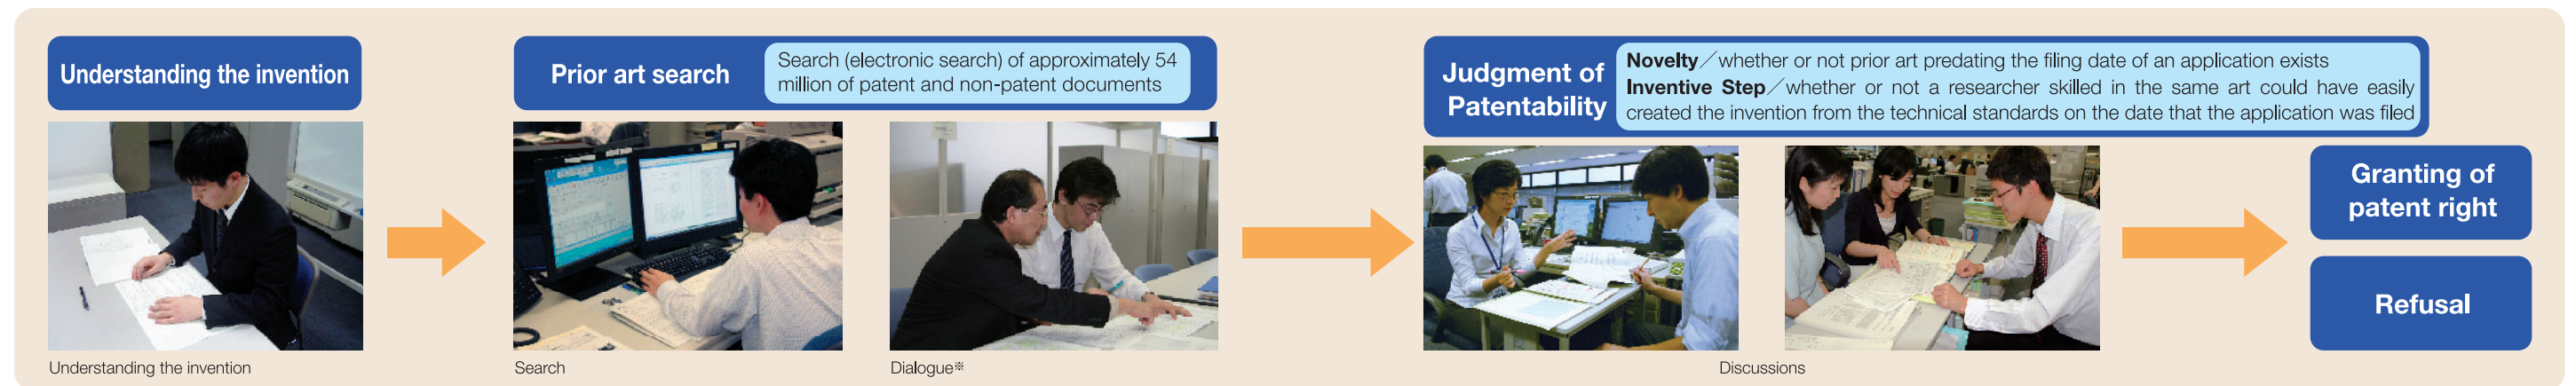 Understanding the invention
Prior art search
Search (electronic search) of approximately 54
million of patent and non-patent documents
Judgment of
Patentability
Novelty／whether or not prior art predating the filing date of an application exists
Inventive Step／whether or not a researcher skilled in the same art could have easily
created the invention from the technical standards on the date that the application was filed
Granting of
patent right
Refusal
Understanding the invention
Search
Dialogue※
Discussions